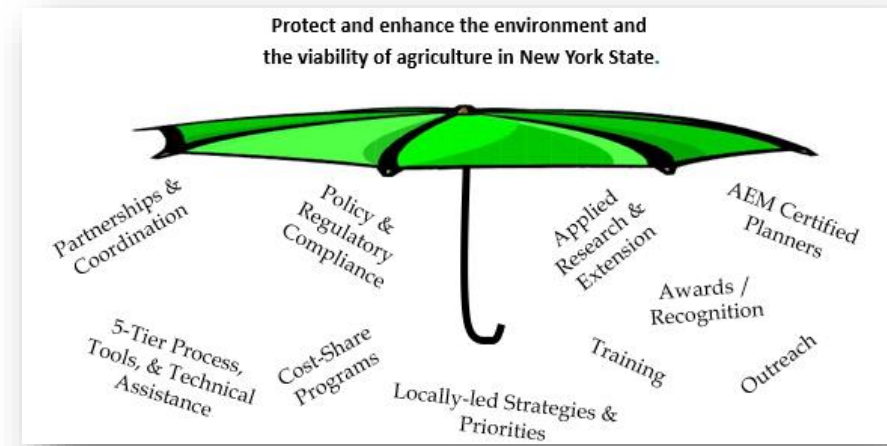 Protect and enhance the environment and
the viability of agriculture in New York State.
Partnerships &
Coordination
Policy &
Regulatory
Compliance
Applied
Research &
Extension
AEM Certified
Planners
Awards /
Recognition
5-Tier Process,
Tools, & Technical
Assistance
Cost-Share
Programs
Locally-led Strategies &
Priorities
Training
Outreach